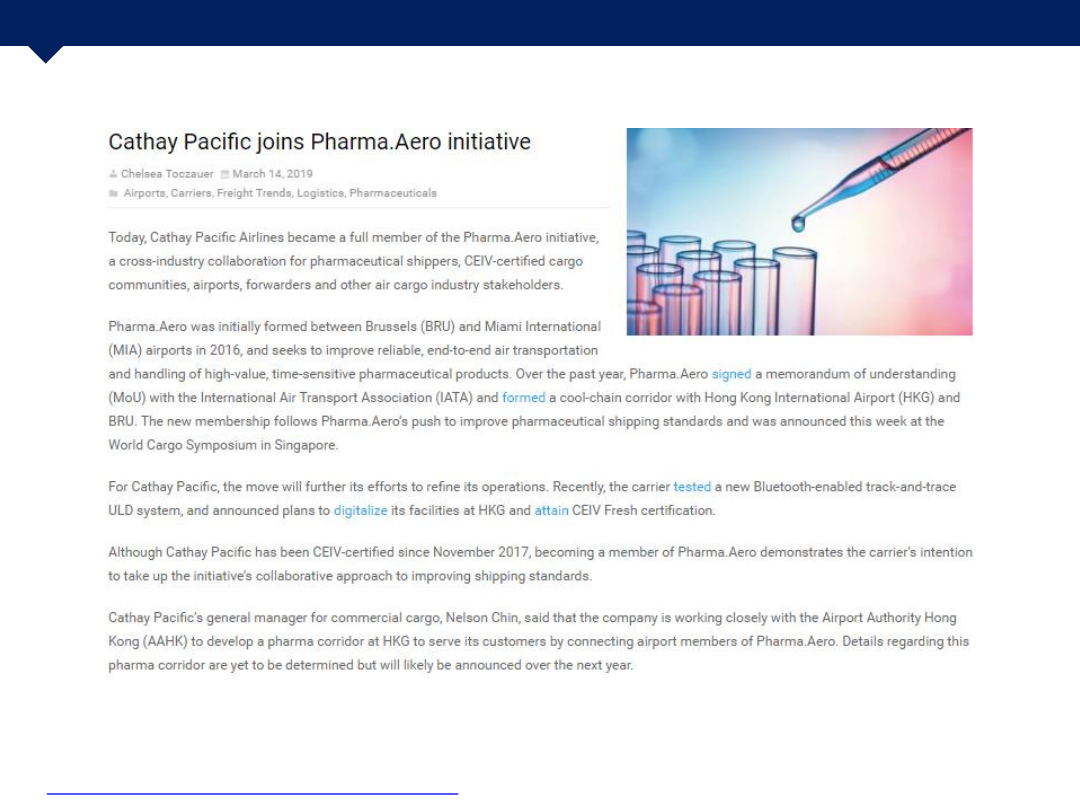 Cathay Pacific joins Pharma.Aero initiative
Chelsea Toczauer March 14, 2019
Airports, Carriers, Freight Trends, Logistics, Pharmaceuticals
Today, Cathay Pacific Airlines became a full member of the Pharma.Aero initiative,
a cross-industry collaboration for pharmaceutical shippers, CEIV-certified cargo
communities, airports, forwarders and other air cargo industry stakeholders.
Pharma.Aero was initially formed between Brussels (BRU) and Miami International
(MIA) airports in 2016, and seeks to improve reliable, end-to-end air transportation
and handling of high-value, time-sensitive pharmaceutical products. Over the past year, Pharma.Aero signed a memorandum of understanding
(MoU) with the International Air Transport Association (IATA) and formed a cool-chain corridor with Hong Kong International Airport (HKG) and
BRU. The new membership follows Pharma.Aero's push to improve pharmaceutical shipping standards and was announced this week at the
World Cargo Symposium in Singapore.
For Cathay Pacific, the move will further its efforts to refine its operations. Recently, the carrier tested a new Bluetooth-enabled track-and-trace
ULD system, and announced plans to digitalize its facilities at HKG and attain CEIV Fresh certification.
Although Cathay Pacific has been CEIV-certified since November 2017, becoming a member of Pharma.Aero demonstrates the carrier's intention
to take up the initiative's collaborative approach to improving shipping standards.
Cathay Pacific's general manager for commercial cargo, Nelson Chin, said that the company is working closely with the Airport Authority Hong
Kong (AAHK) to develop a pharma corridor at HKG to serve its customers by connecting airport members of Pharma.Aero. Details regarding this
pharma corridor are yet to be determined but will likely be announced over the next year.